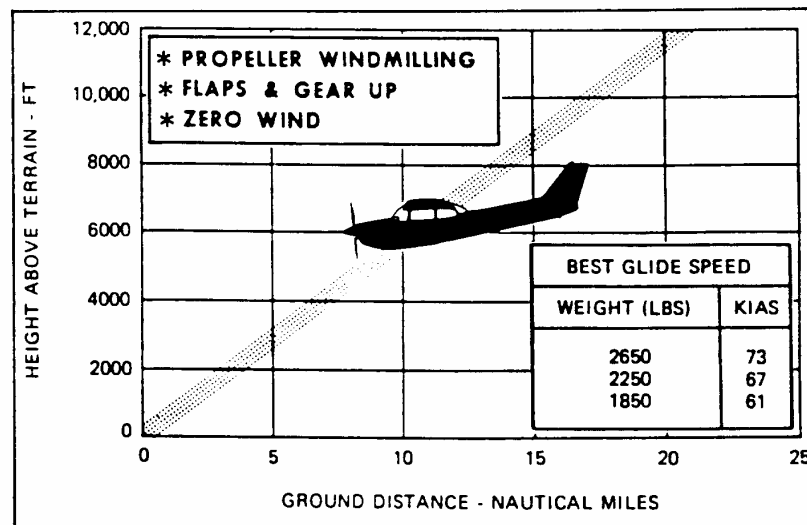 12,000
10,000
8000
6000
4000
2000
0
HEIGHT ABOVE TERRAIN - FT
* PROPELLER WINDMILLING
* FLAPS & GEAR UP
* ZERO WIND
BEST GLIDE SPEED
WEIGHT (LBS) KIAS
2650 73
2250 67
1850 61
0 5 10 15 20 25
GROUND DISTANCE - NAUTICAL MILES